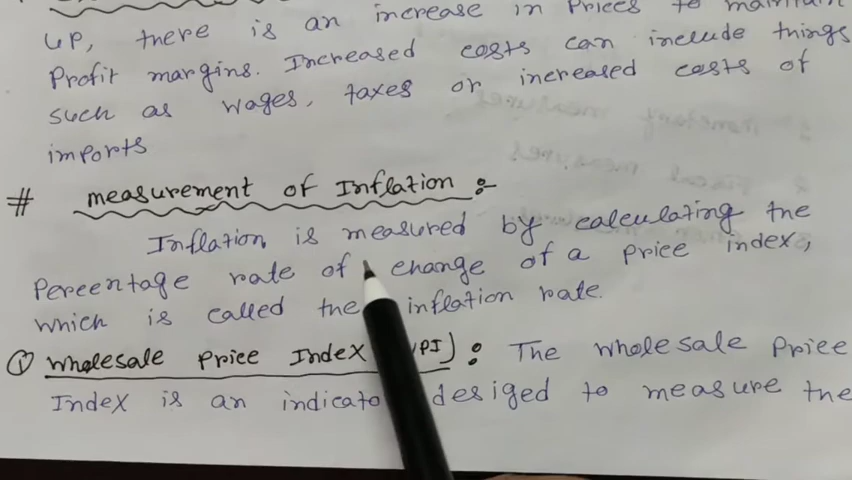 up, there is an increase in Prices to maintain
Profit margins. Increased costs can include things
such as wages, taxes or increased costs of
imports
# measurement of Inflation :-
Inflation is measured by calculating the
Percentage rate of change of a price index,
which is called the inflation rate.
① Wholesale Price Index PI) : The wholesale Price
Index is an indicato desiged to measure the